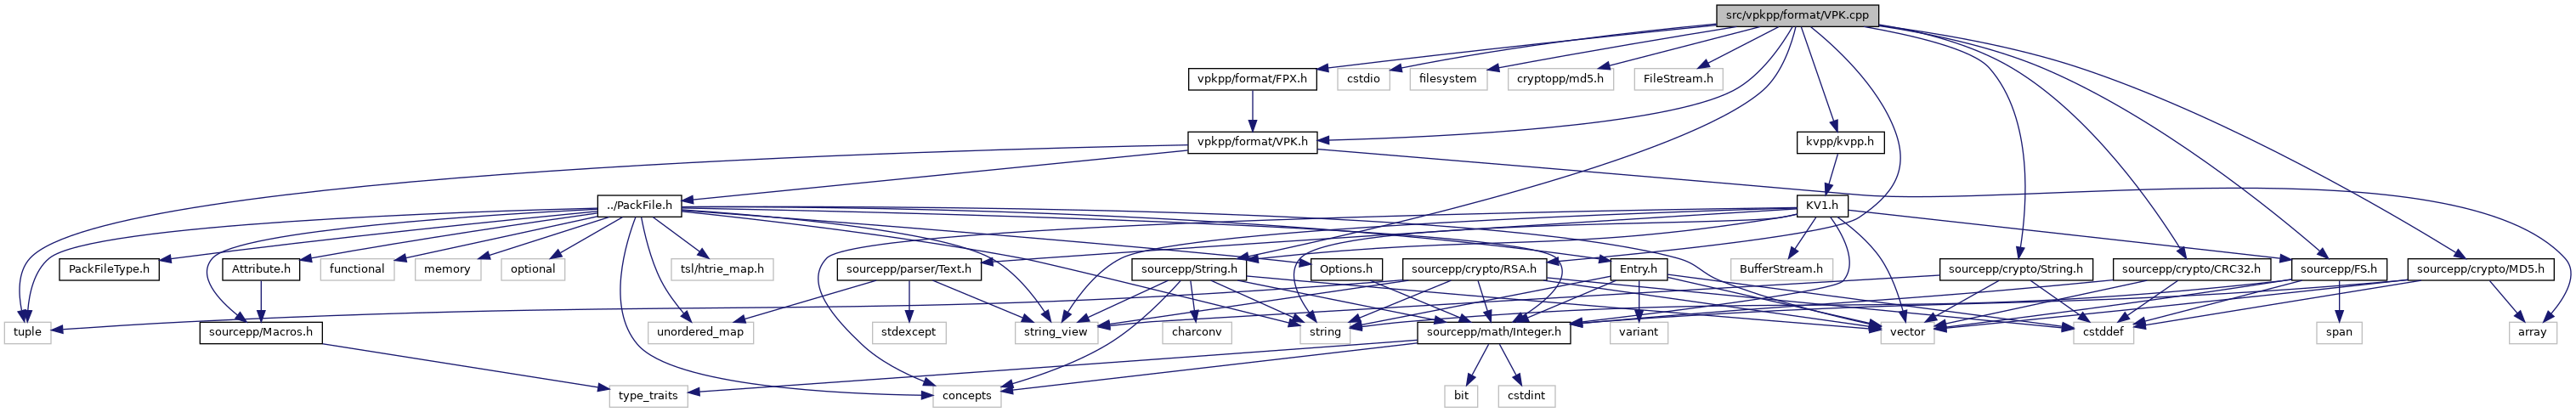 src/vpkpp/format/VPK.cpp
vpkpp/format/FPX.h
cstdio
filesystem
cryptopp/md5.h
FileStream.h
vpkpp/format/VPK.h
kvpp/kvpp.h
../PackFile.h
KV1.h
PackFileType.h
Attribute.h
functional
memory
optional
tsl/htrie_map.h
sourcepp/parser/Text.h
sourcepp/String.h
Options.h
sourcepp/crypto/RSA.h
Entry.h
BufferStream.h
sourcepp/crypto/String.h
sourcepp/crypto/CRC32.h
sourcepp/FS.h
sourcepp/crypto/MD5.h
tuple
sourcepp/Macros.h
unordered_map
stdexcept
string_view
charconv
string
sourcepp/math/Integer.h
variant
vector
cstddef
span
array
type_traits
concepts
bit
cstdint